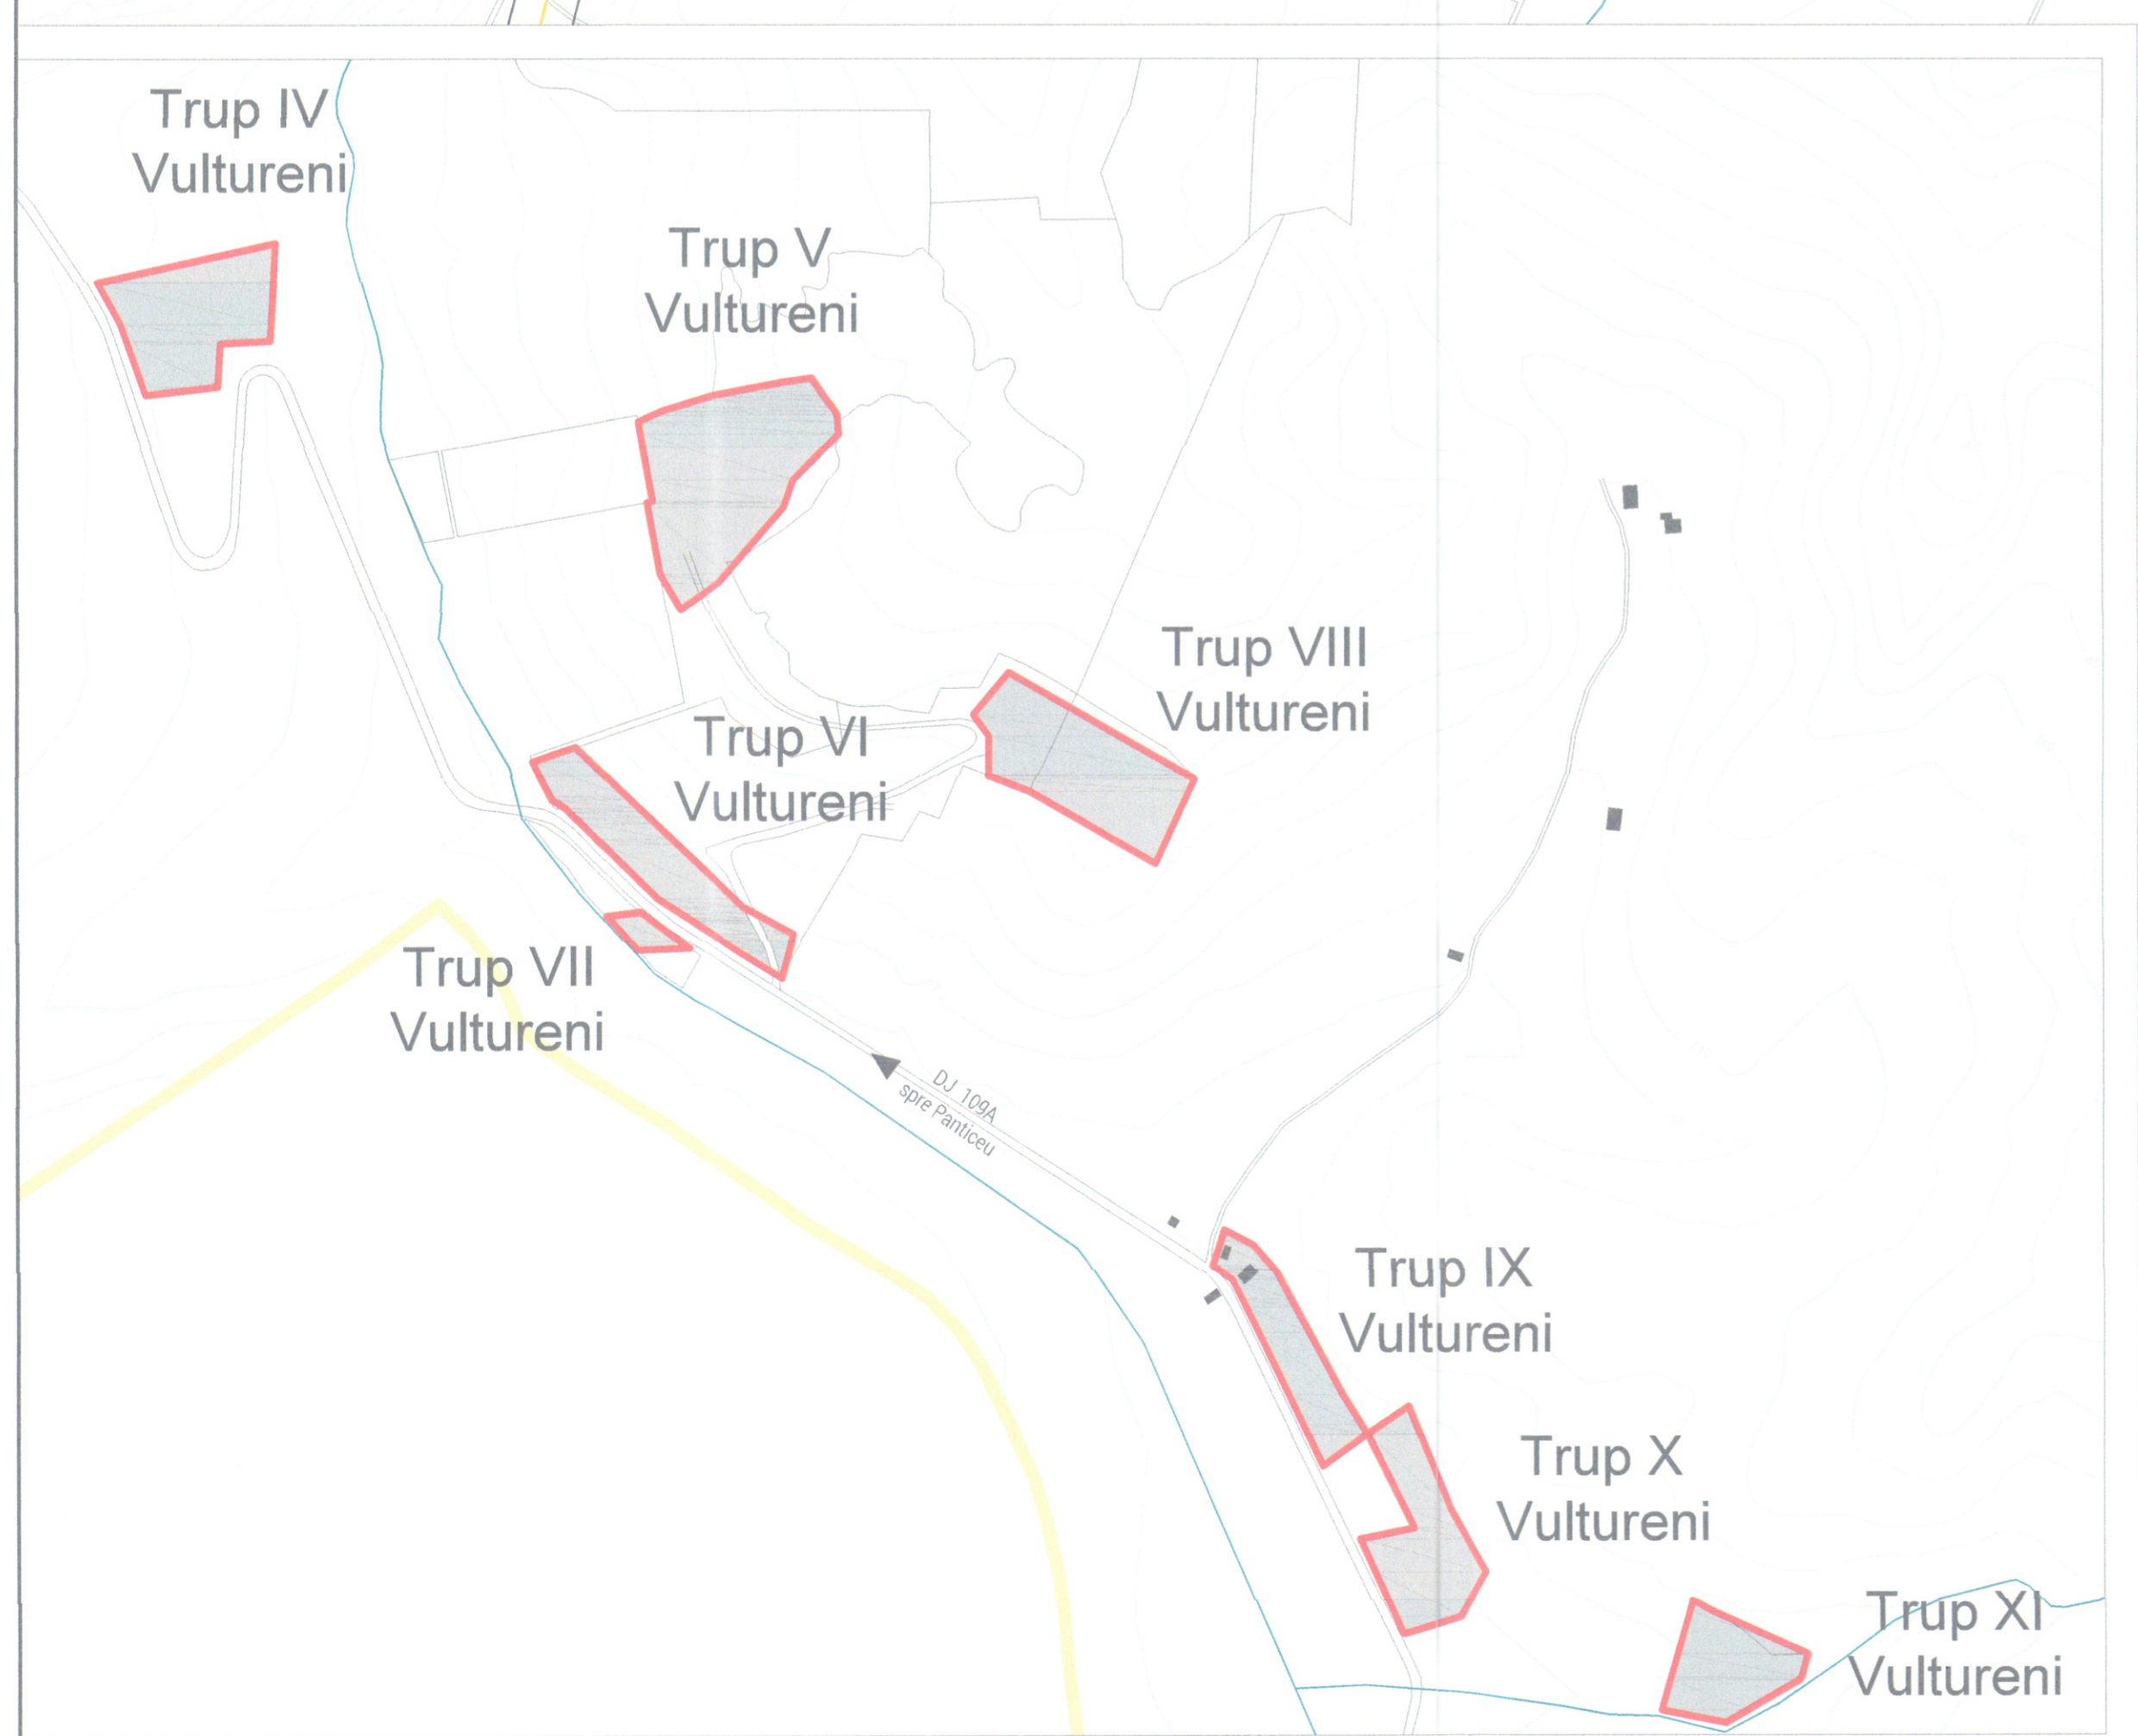 Trup IV
Vultureni
Trup V
Vultureni
Trup VIII
Vultureni
Trup VI
Vultureni
Trup VII
Vultureni
DJ 109A
spre Panticeu
Trup IX
Vultureni
Trup X
Vultureni
Trup XI
Vultureni